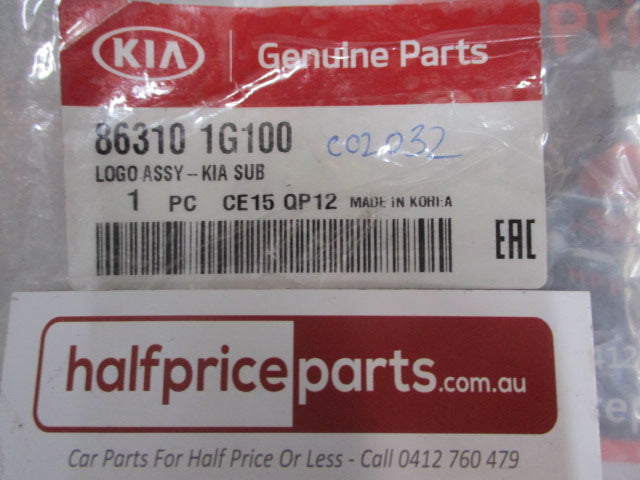 KIA Genuine Parts
86310 1G100 C02032
LOGO ASSY-KIA SUB
1 PC CE15 QP12 MADE IN KOREA
EAC
halfpriceparts.com.au
Car Parts For Half Price Or Less - Call 0412 760 479